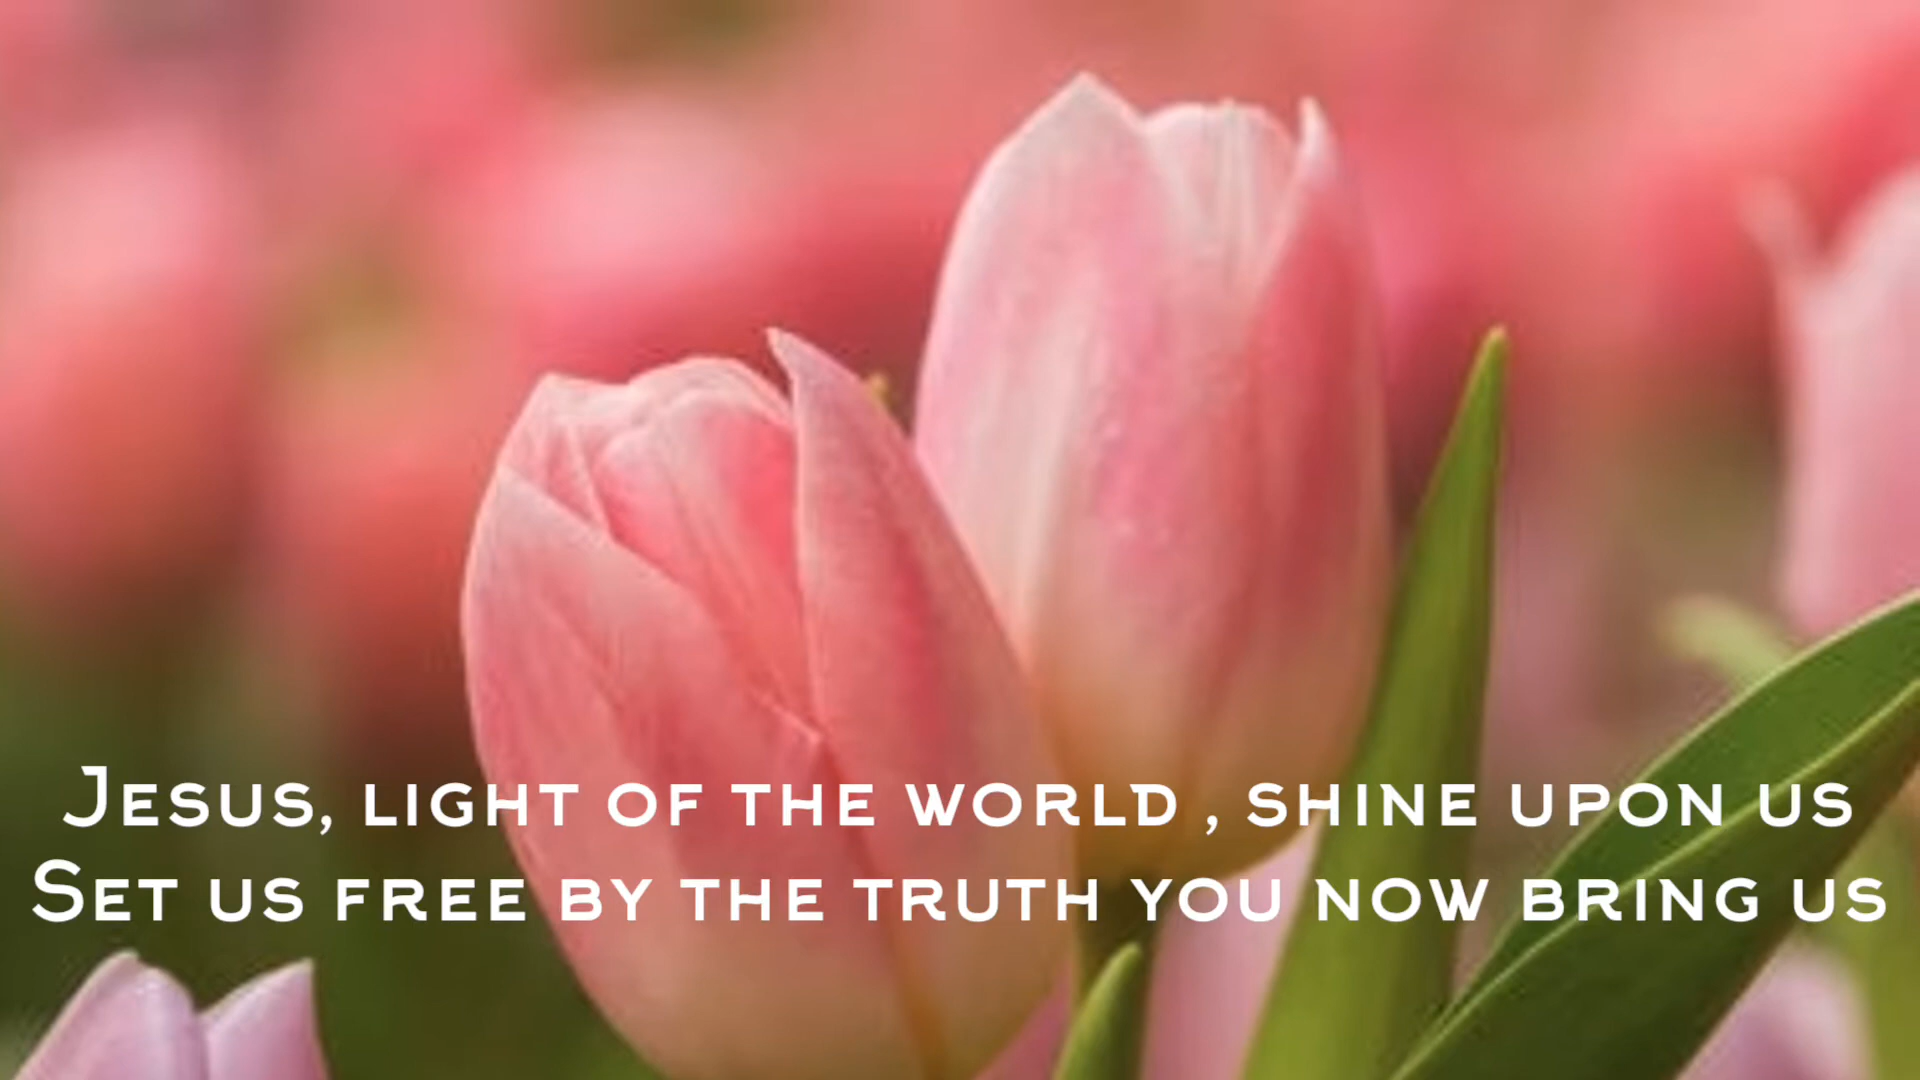 Jesus, light of the world , shine upon us
Set us free by the truth you now bring us